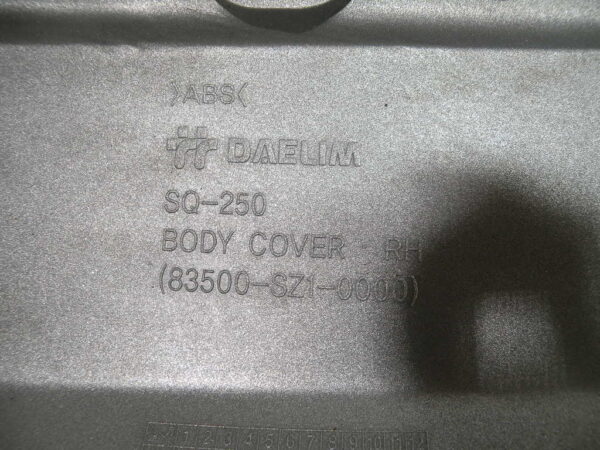 >ABS<
DAELIM
SQ-250
BODY COVER - RH
(83500-SZ1-0000)